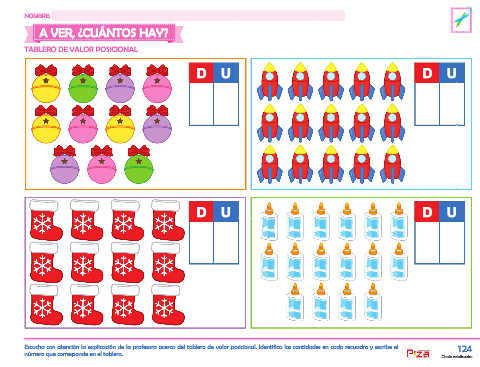 NOMBRE:
A VER, ¿CUÁNTOS HAY?
TABLERO DE VALOR POSICIONAL
D U
D U
D U
D U
Escucha con atención la explicación de la profesora acerca del tablero de valor posicional. Identifica las cantidades en cada recuadro y escribe el
número que corresponde en el tablero.
124